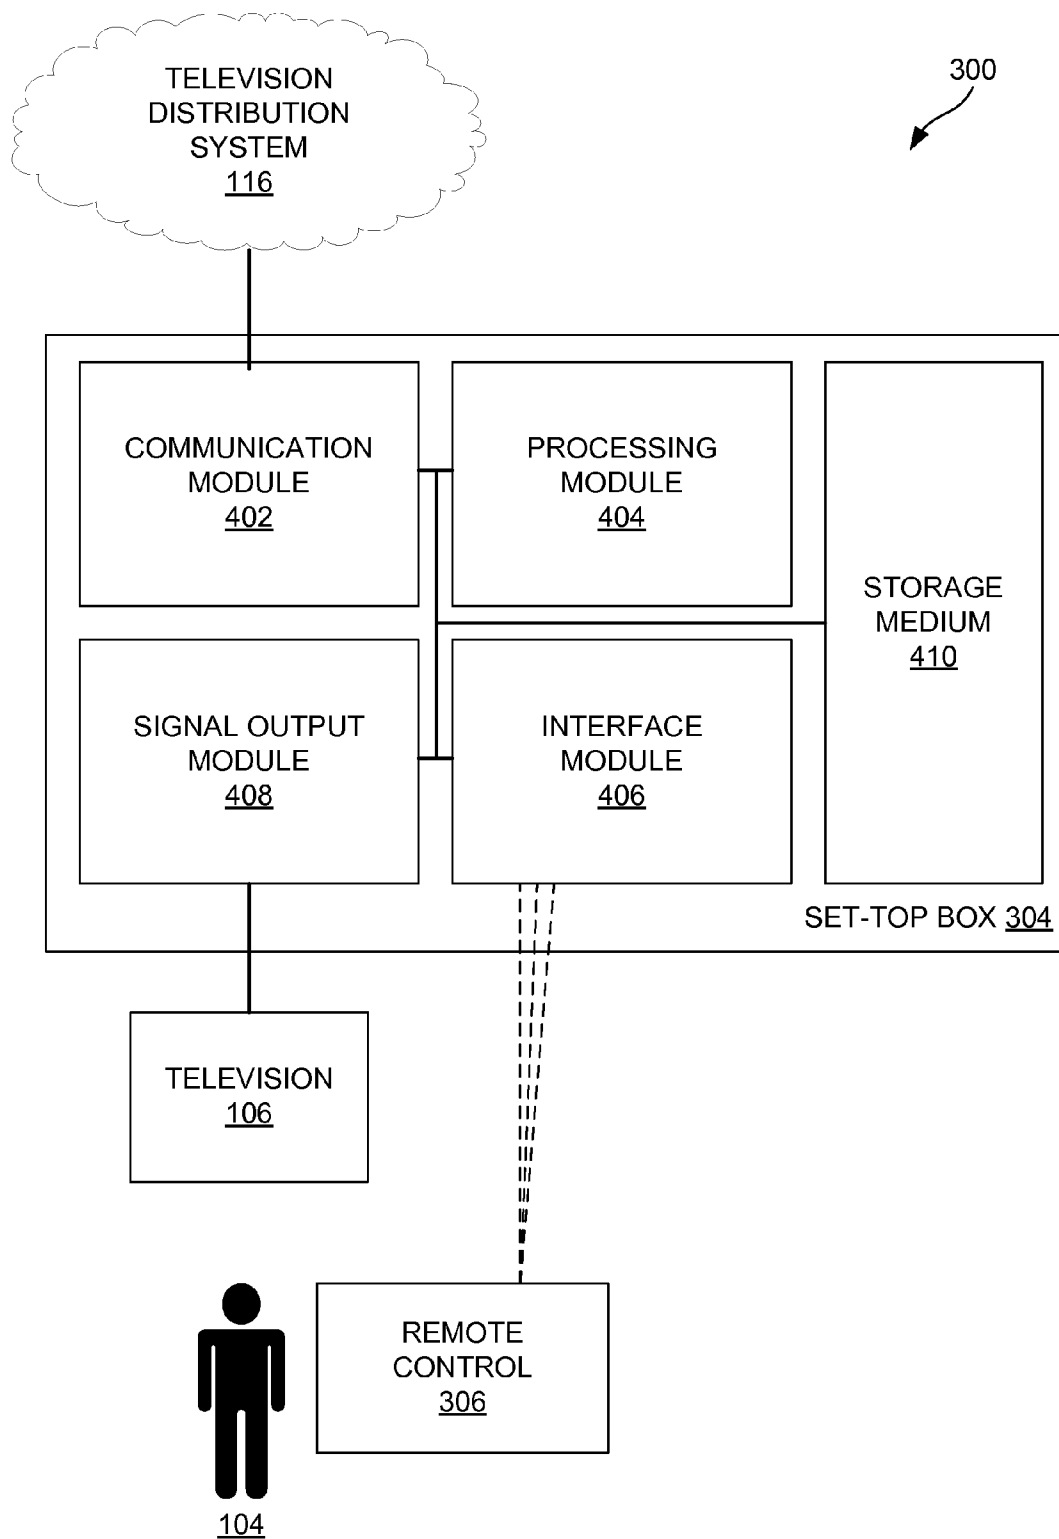 TELEVISION
DISTRIBUTION
SYSTEM
116
300
COMMUNICATION
MODULE
402
PROCESSING
MODULE
404
STORAGE
MEDIUM
410
SIGNAL OUTPUT
MODULE
408
INTERFACE
MODULE
406
SET-TOP BOX 304
TELEVISION
106
REMOTE
CONTROL
306
104